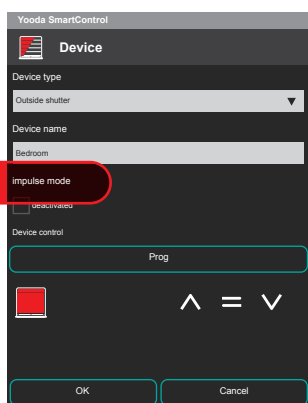 Yooda SmartControl
Device
Device type
Outside shutter
Device name
Bedroom
impulse mode
deactivated
Device control
Prog
OK
Cancel